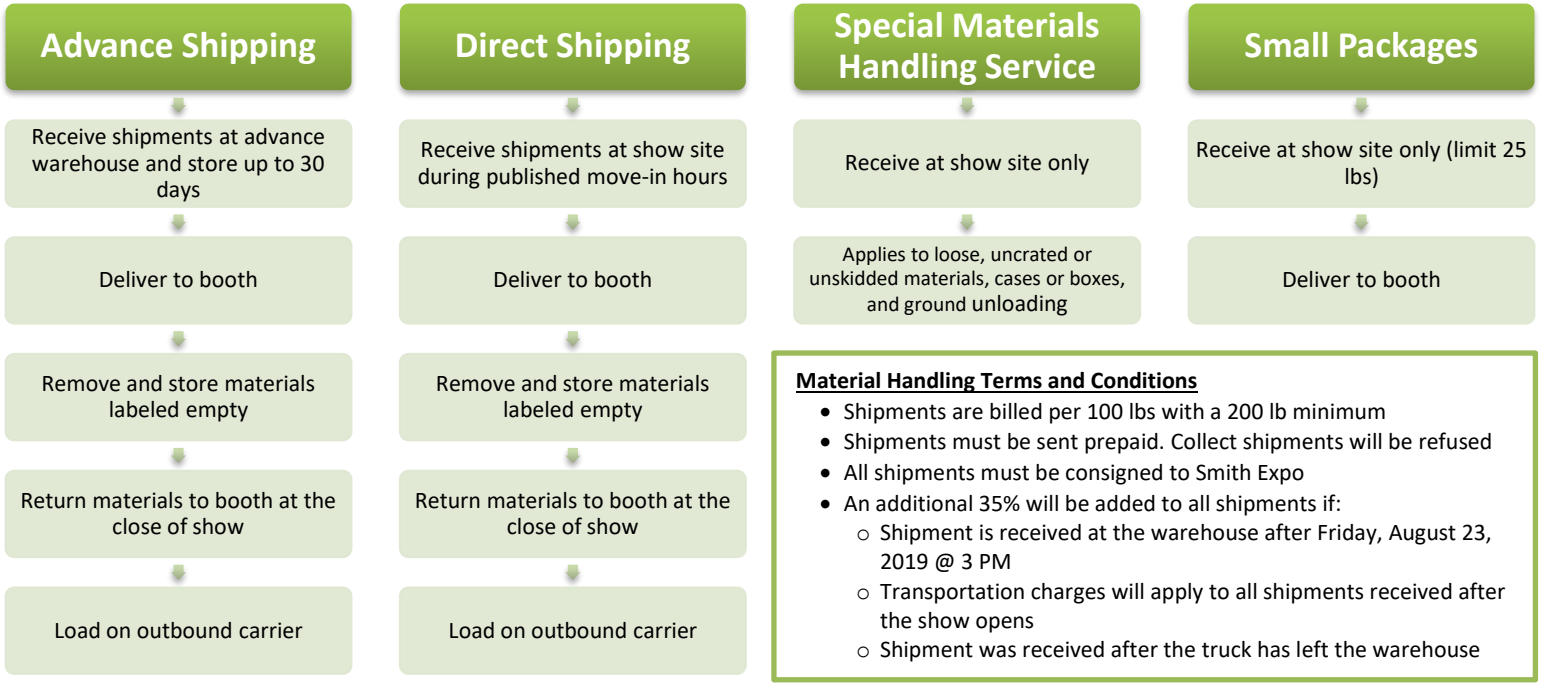 Advance Shipping
Receive shipments at advance
warehouse and store up to 30
days
Deliver to booth
Remove and store materials
labeled empty
Return materials to booth at the
close of show
Load on outbound carrier
Direct Shipping
Receive shipments at show site
during published move-in hours
Deliver to booth
Remove and store materials
labeled empty
Return materials to booth at the
close of show
Load on outbound carrier
Special Materials
Handling Service
Receive at show site only
Applies to loose, uncrated or
unskidded materials, cases or boxes,
and ground unloading
Small Packages
Receive at show site only (limit 25
lbs)
Deliver to booth
Material Handling Terms and Conditions
• Shipments are billed per 100 lbs with a 200 lb minimum
• Shipments must be sent prepaid. Collect shipments will be refused
• All shipments must be consigned to Smith Expo
• An additional 35% will be added to all shipments if:
o Shipment is received at the warehouse after Friday, August 23,
2019 @ 3 PM
o Transportation charges will apply to all shipments received after
the show opens
o Shipment was received after the truck has left the warehouse